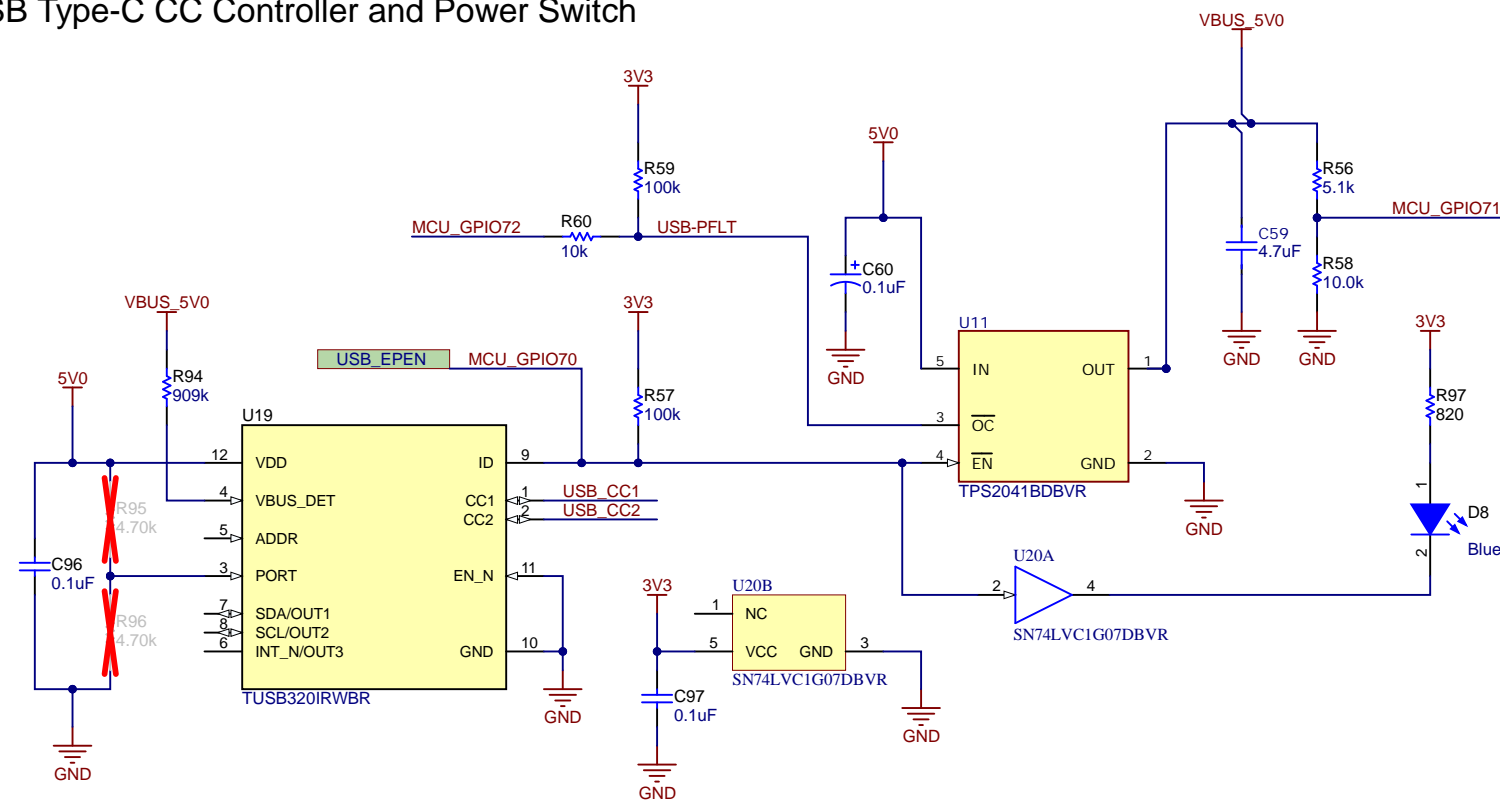 SB Type-C CC Controller and Power Switch
VBUS_5V0
3V3
5V0
R59
100k
R56
5.1k
MCU_GPIO72
R60
10k
USB-PFLT
MCU_GPIO71
C59
4.7uF
R58
10.0k
+
C60
0.1uF
GND
GND
GND
VBUS_5V0
3V3
3V3
U11
USB_EPEN
MCU_GPIO70
5
IN
OUT
1
R94
909k
5V0
R57
100k
R97
820
3
OC
U19
12
VDD
ID
9
4
EN
GND
2
TPS2041BDBVR
4
VBUS_DET
CC1
1
USB_CC1
CC2
2
USB_CC2
GND
R95
4.70k
5
ADDR
1
D8
Blue
2
C96
0.1uF
3
PORT
EN_N
11
U20A
2
4
SN74LVC1G07DBVR
3V3
U20B
1
NC
7
SDA/OUT1
8
SCL/OUT2
6
INT_N/OUT3
R96
4.70k
GND
10
5
VCC
GND
3
SN74LVC1G07DBVR
TUSB320IRWBR
C97
0.1uF
GND
GND
GND
GND